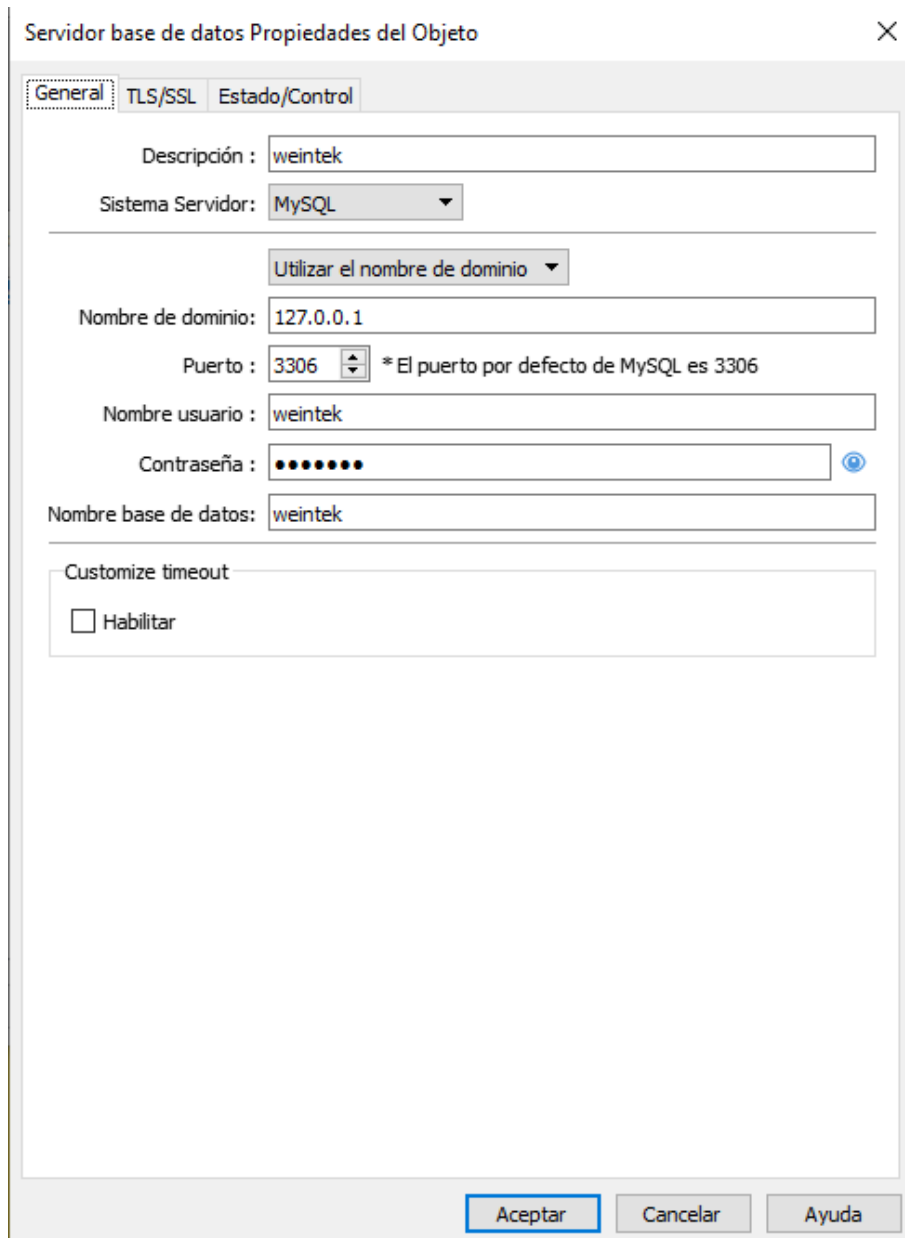 Servidor base de datos Propiedades del Objeto
General TLS/SSL Estado/Control
Descripción : weintek
Sistema Servidor: MySQL
Utilizar el nombre de dominio
Nombre de dominio: 127.0.0.1
Puerto : 3306 * El puerto por defecto de MySQL es 3306
Nombre usuario : weintek
Contraseña : •••••••
Nombre base de datos: weintek
Customize timeout
Habilitar
Aceptar Cancelar Ayuda